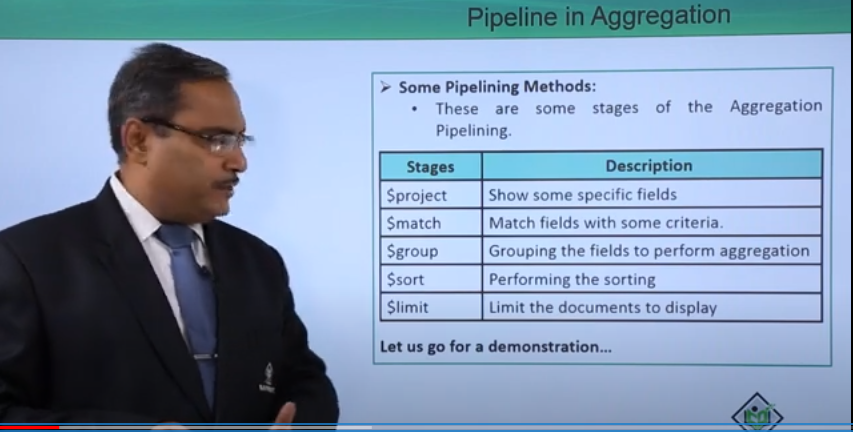 Pipeline in Aggregation
➢ Some Pipelining Methods:
• These are some stages of the Aggregation
Pipelining.
Stages Description
$project Show some specific fields
$match Match fields with some criteria.
$group Grouping the fields to perform aggregation
$sort Performing the sorting
$limit Limit the documents to display
Let us go for a demonstration...